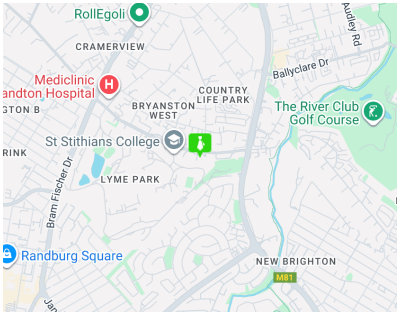 RollEgoli
Audley Rd
CRAMERVIEW
Ballyclare Dr
Mediclinic
andton Hospital
H
COUNTRY
LIFE PARK
GTON B
BRYANSTON
WEST
The River Club
Golf Course
St Stithians College
RINK
Bram Fischer Dr
LYME PARK
Randburg Square
NEW BRIGHTON
M81
Jan